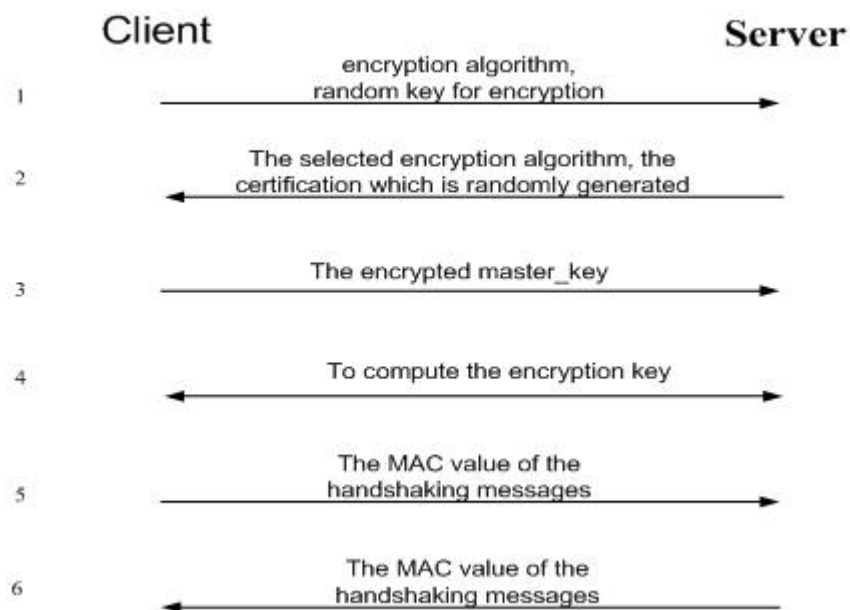 Client
Server
1
encryption algorithm,
random key for encryption
2
The selected encryption algorithm, the
certification which is randomly generated
3
The encrypted master_key
4
To compute the encryption key
5
The MAC value of the
handshaking messages
6
The MAC value of the
handshaking messages